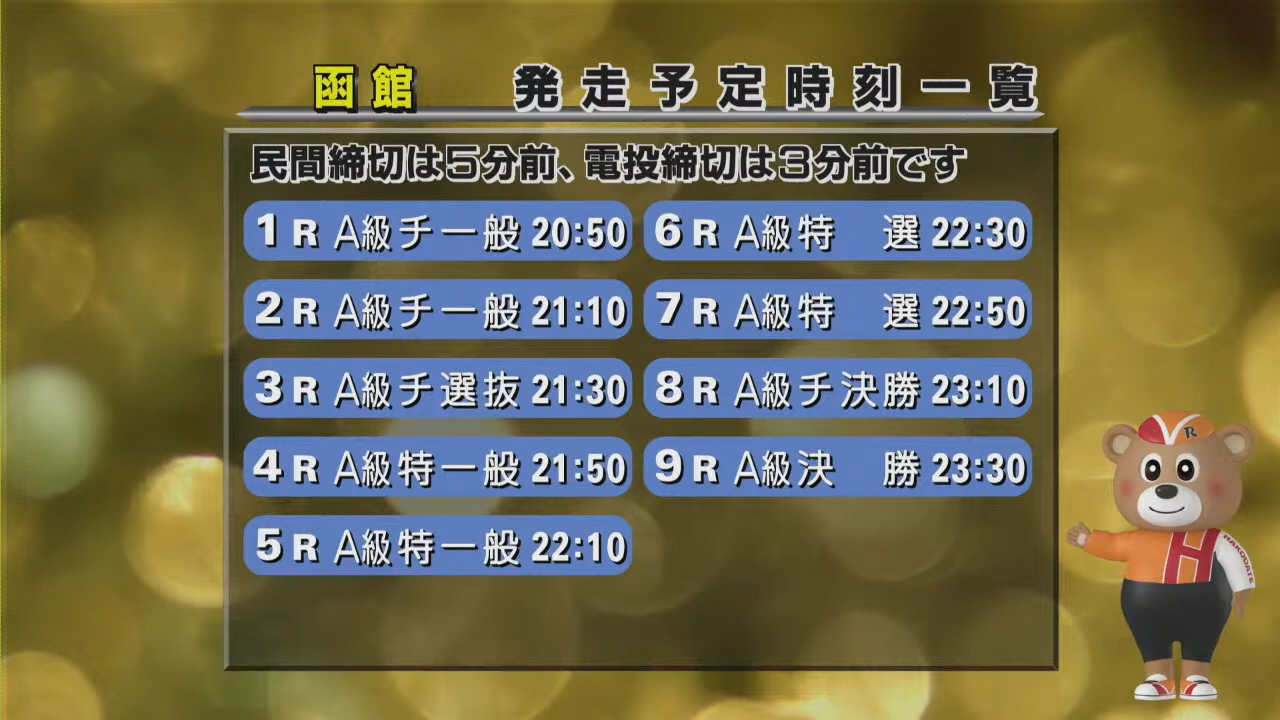 函館 発走予定時刻一覧
民間締切は5分前、電投締切は3分前です
1R A級チ一般 20:50
2R A級チ一般 21:10
3R A級チ選抜 21:30
4R A級特一般 21:50
5R A級特一般 22:10
6R A級特 選 22:30
7R A級特 選 22:50
8R A級チ決勝 23:10
9R A級決 勝 23:30
R
H
HAKODATE